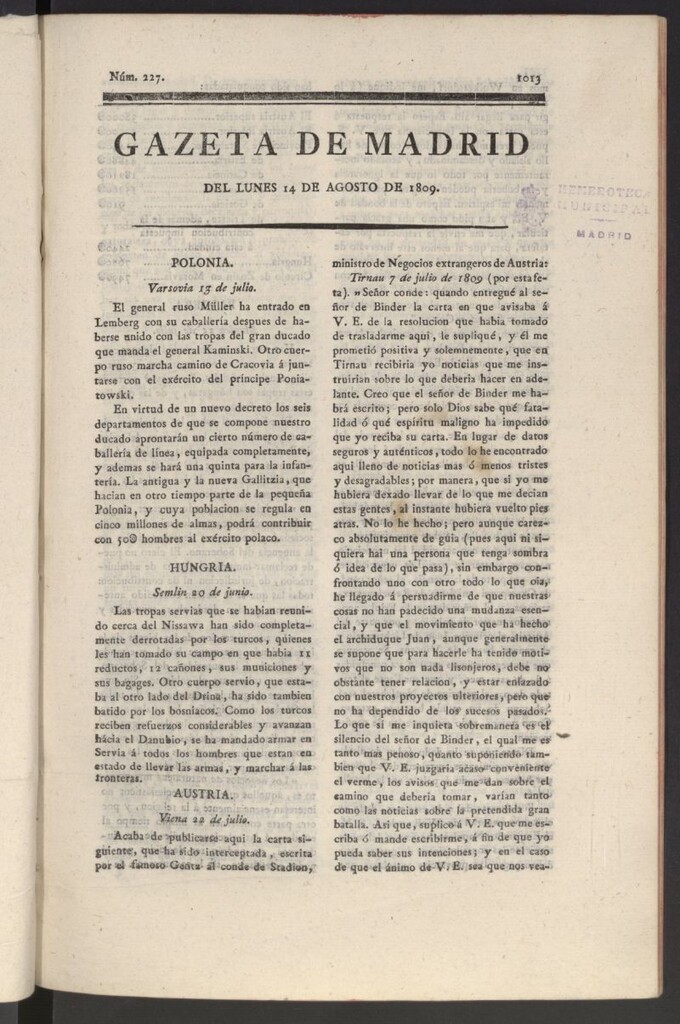 Núm. 227.
1013
GAZETA DE MADRID
DEL LUNES 14 DE AGOSTO DE 1809.
HEMEROTECA
MUNICIPAL
MADRID
POLONIA.
Varsovia 13 de julio.
El general ruso Müller ha entrado en
Lemberg con su caballería despues de ha-
berse unido con las tropas del gran ducado
que manda el general Kaminski. Otro cuer-
po ruso marcha camino de Cracovia á jun-
tarse con el exército del príncipe Ponia-
towski.
En virtud de un nuevo decreto los seis
departamentos de que se compone nuestro
ducado aprontarán un cierto número de ca-
ballería de línea, equipada completamente,
y ademas se hará una quinta para la infan-
tería. La antigua y la nueva Gallitzia, que
hacian en otro tiempo parte de la pequeña
Polonia, y cuya poblacion se regula en
cinco millones de almas, podrá contribuir
con 50@ hombres al exército polaco.
HUNGRIA.
Semlin 20 de junio.
Las tropas servias que se habian reuni-
do cerca del Nissawa han sido completa-
mente derrotadas por los turcos, quienes
les han tomado su campo en que habia 11
reductos, 12 cañones, sus municiones y
sus bagages. Otro cuerpo servio, que esta-
ba al otro lado del Drina, ha sido tambien
batido por los bosniacos. Como los turcos
reciben refuerzos considerables y avanzan
hácia el Danubio, se ha mandado armar en
Servia á todos los hombres que estan en
estado de llevar las armas, y marchar á las
fronteras.
AUSTRIA.
Viena 22 de julio.
Acaba de publicarse aqui la carta si-
guiente, que ha sido interceptada, escrita
por el famoso Gentz al conde de Stadion,
ministro de Negocios extrangeros de Austria:
Tirnau 7 de julio de 1809 (por estafe-
ta). »Señor conde: quando entregué al se-
ñor de Binder la carta en que avisaba á
V. E. de la resolucion que habia tomado
de trasladarme aqui, le supliqué, y él me
prometió positiva y solemnemente, que en
Tirnau recibiria yo noticias que me ins-
truirian sobre lo que deberia hacer en ade-
lante. Creo que el señor de Binder me ha-
brá escrito; pero solo Dios sabe qué fata-
lidad ó qué espíritu maligno ha impedido
que yo reciba su carta. En lugar de datos
seguros y auténticos, todo lo he encontrado
aqui lleno de noticias mas ó menos tristes
y desagradables; por manera, que si yo me
hubiera dexado llevar de lo que me decian
estas gentes, al instante hubiera vuelto pies
atras. No lo he hecho; pero aunque carez-
co absolutamente de guia (pues aqui ni si-
quiera hai una persona que tenga sombra
ó idea de lo que pasa), sin embargo con-
frontando uno con otro todo lo que oia,
he llegado á persuadirme de que nuestras
cosas no han padecido una mudanza esen-
cial, y que el movimiento que ha hecho
el archiduque Juan, aunque generalmente
se supone que para hacerle ha tenido moti-
vos que no son nada lisonjeros, debe no
obstante tener relacion, y estar enlazado
con nuestros proyectos ulteriores, pero que
no ha dependido de los sucesos pasados.
Lo que sí me inquieta sobremanera es el
silencio del señor de Binder, el qual me es
tanto mas penoso, quanto suponiendo tam-
bien que V. E. juzgaria acaso conveniente
el verme, los avisos que me dan sobre el
camino que deberia tomar, varían tanto
como las noticias sobre la pretendida gran
batalla. Asi que, suplico á V. E. que me es-
criba ó mande escribirme, á fin de que yo
pueda saber sus intenciones; y en el caso
de que el ánimo de V. E. sea que nos vea-